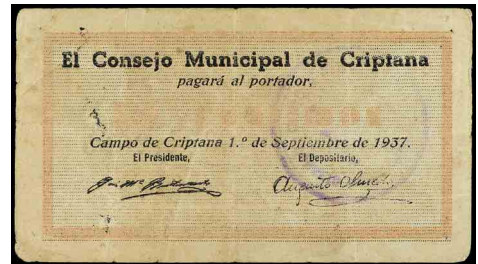 El Consejo Municipal de Criptana
pagará al portador,
Campo de Criptana 1.º de Septiembre de 1937.
El Presidente, El Depositario,
Augusto